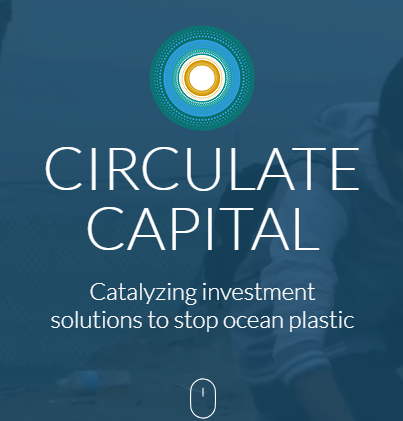 CIRCULATE
CAPITAL
Catalyzing investment
solutions to stop ocean plastic